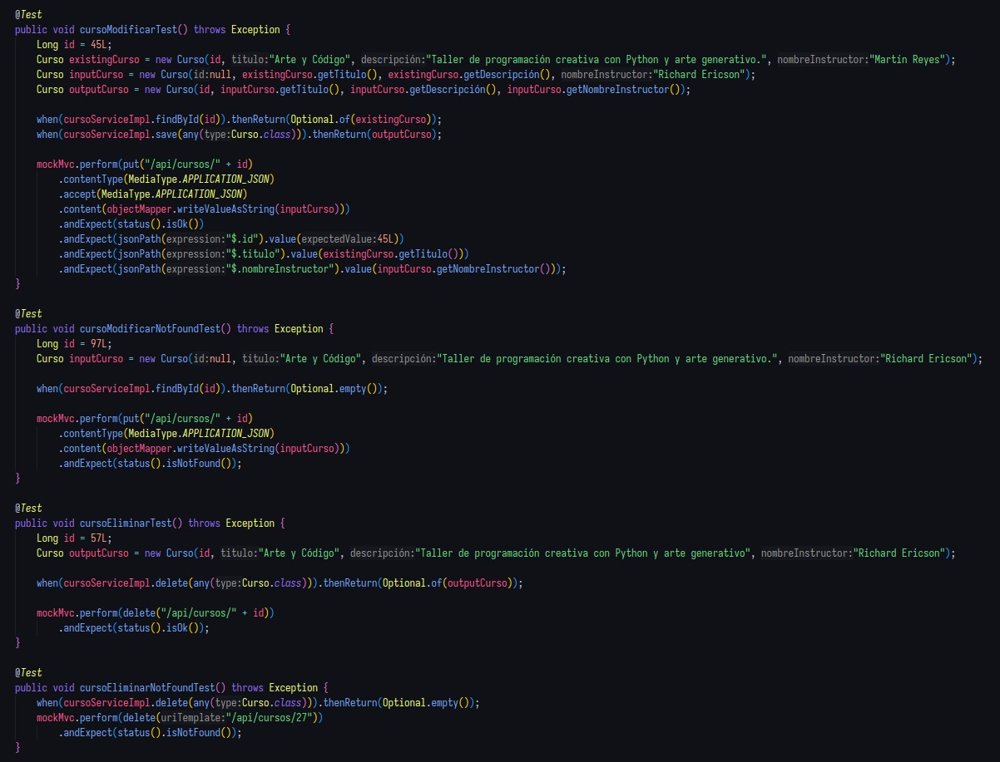 @Test
public void cursoModificarTest() throws Exception {
    Long id = 45L;
    Curso existingCurso = new Curso(id, titulo:"Arte y Código", descripción:"Taller de programación creativa con Python y arte generativo.", nombreInstructor:"Martín Reyes");
    Curso inputCurso = new Curso(id:null, existingCurso.getTitulo(), existingCurso.getDescripción(), nombreInstructor:"Richard Ericson");
    Curso outputCurso = new Curso(id, inputCurso.getTitulo(), inputCurso.getDescripción(), inputCurso.getNombreInstructor());

    when(cursoServiceImpl.findById(id)).thenReturn(Optional.of(existingCurso));
    when(cursoServiceImpl.save(any(type:Curso.class))).thenReturn(outputCurso);

    mockMvc.perform(put("/api/cursos/" + id)
        .contentType(MediaType.APPLICATION_JSON)
        .accept(MediaType.APPLICATION_JSON)
        .content(objectMapper.writeValueAsString(inputCurso)))
        .andExpect(status().isOk())
        .andExpect(jsonPath(expression:"$.id").value(expectedValue:45L))
        .andExpect(jsonPath(expression:"$.titulo").value(existingCurso.getTitulo()))
        .andExpect(jsonPath(expression:"$.nombreInstructor").value(inputCurso.getNombreInstructor()));
}

@Test
public void cursoModificarNotFoundTest() throws Exception {
    Long id = 97L;
    Curso inputCurso = new Curso(id:null, titulo:"Arte y Código", descripción:"Taller de programación creativa con Python y arte generativo.", nombreInstructor:"Richard Ericson");

    when(cursoServiceImpl.findById(id)).thenReturn(Optional.empty());

    mockMvc.perform(put("/api/cursos/" + id)
        .contentType(MediaType.APPLICATION_JSON)
        .content(objectMapper.writeValueAsString(inputCurso)))
        .andExpect(status().isNotFound());
}

@Test
public void cursoEliminarTest() throws Exception {
    Long id = 57L;
    Curso outputCurso = new Curso(id, titulo:"Arte y Código", descripción:"Taller de programación creativa con Python y arte generativo", nombreInstructor:"Richard Ericson");

    when(cursoServiceImpl.delete(any(type:Curso.class))).thenReturn(Optional.of(outputCurso));

    mockMvc.perform(delete("/api/cursos/" + id))
        .andExpect(status().isOk());
}

@Test
public void cursoEliminarNotFoundTest() throws Exception {
    when(cursoServiceImpl.delete(any(type:Curso.class))).thenReturn(Optional.empty());
    mockMvc.perform(delete(uriTemplate:"/api/cursos/27"))
        .andExpect(status().isNotFound());
}